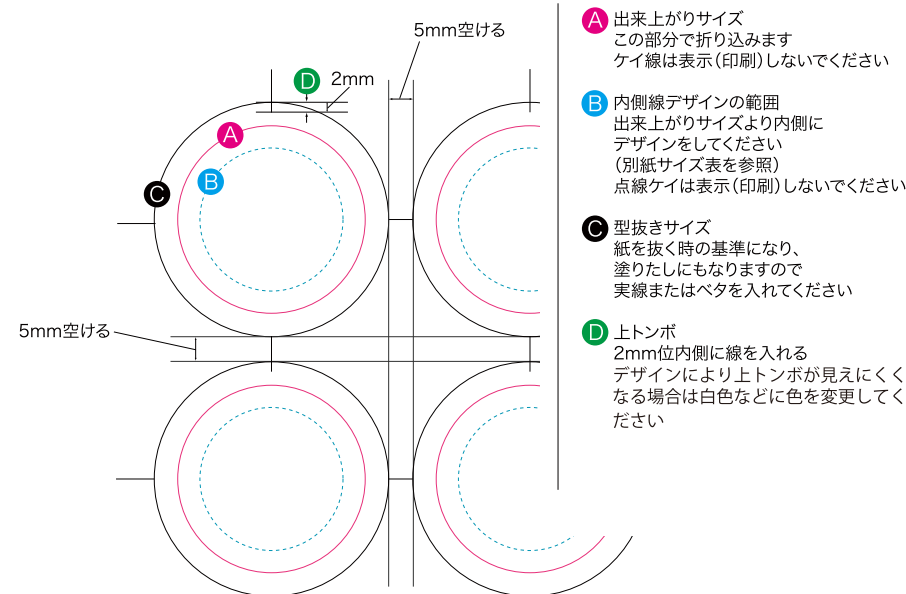 5mm空ける
D
2mm
A
B
C
5mm空ける
A 出来上がりサイズ
この部分で折り込みます
ケイ線は表示(印刷)しないでください
B 内側線デザインの範囲
出来上がりサイズより内側に
デザインをしてください
(別紙サイズ表を参照)
点線ケイは表示(印刷)しないでください
C 型抜きサイズ
紙を抜く時の基準になり、
塗りたしにもなりますので
実線またはベタを入れてください
D 上トンボ
2mm位内側に線を入れる
デザインにより上トンボが見えにくく
なる場合は白色などに色を変更してく
ださい